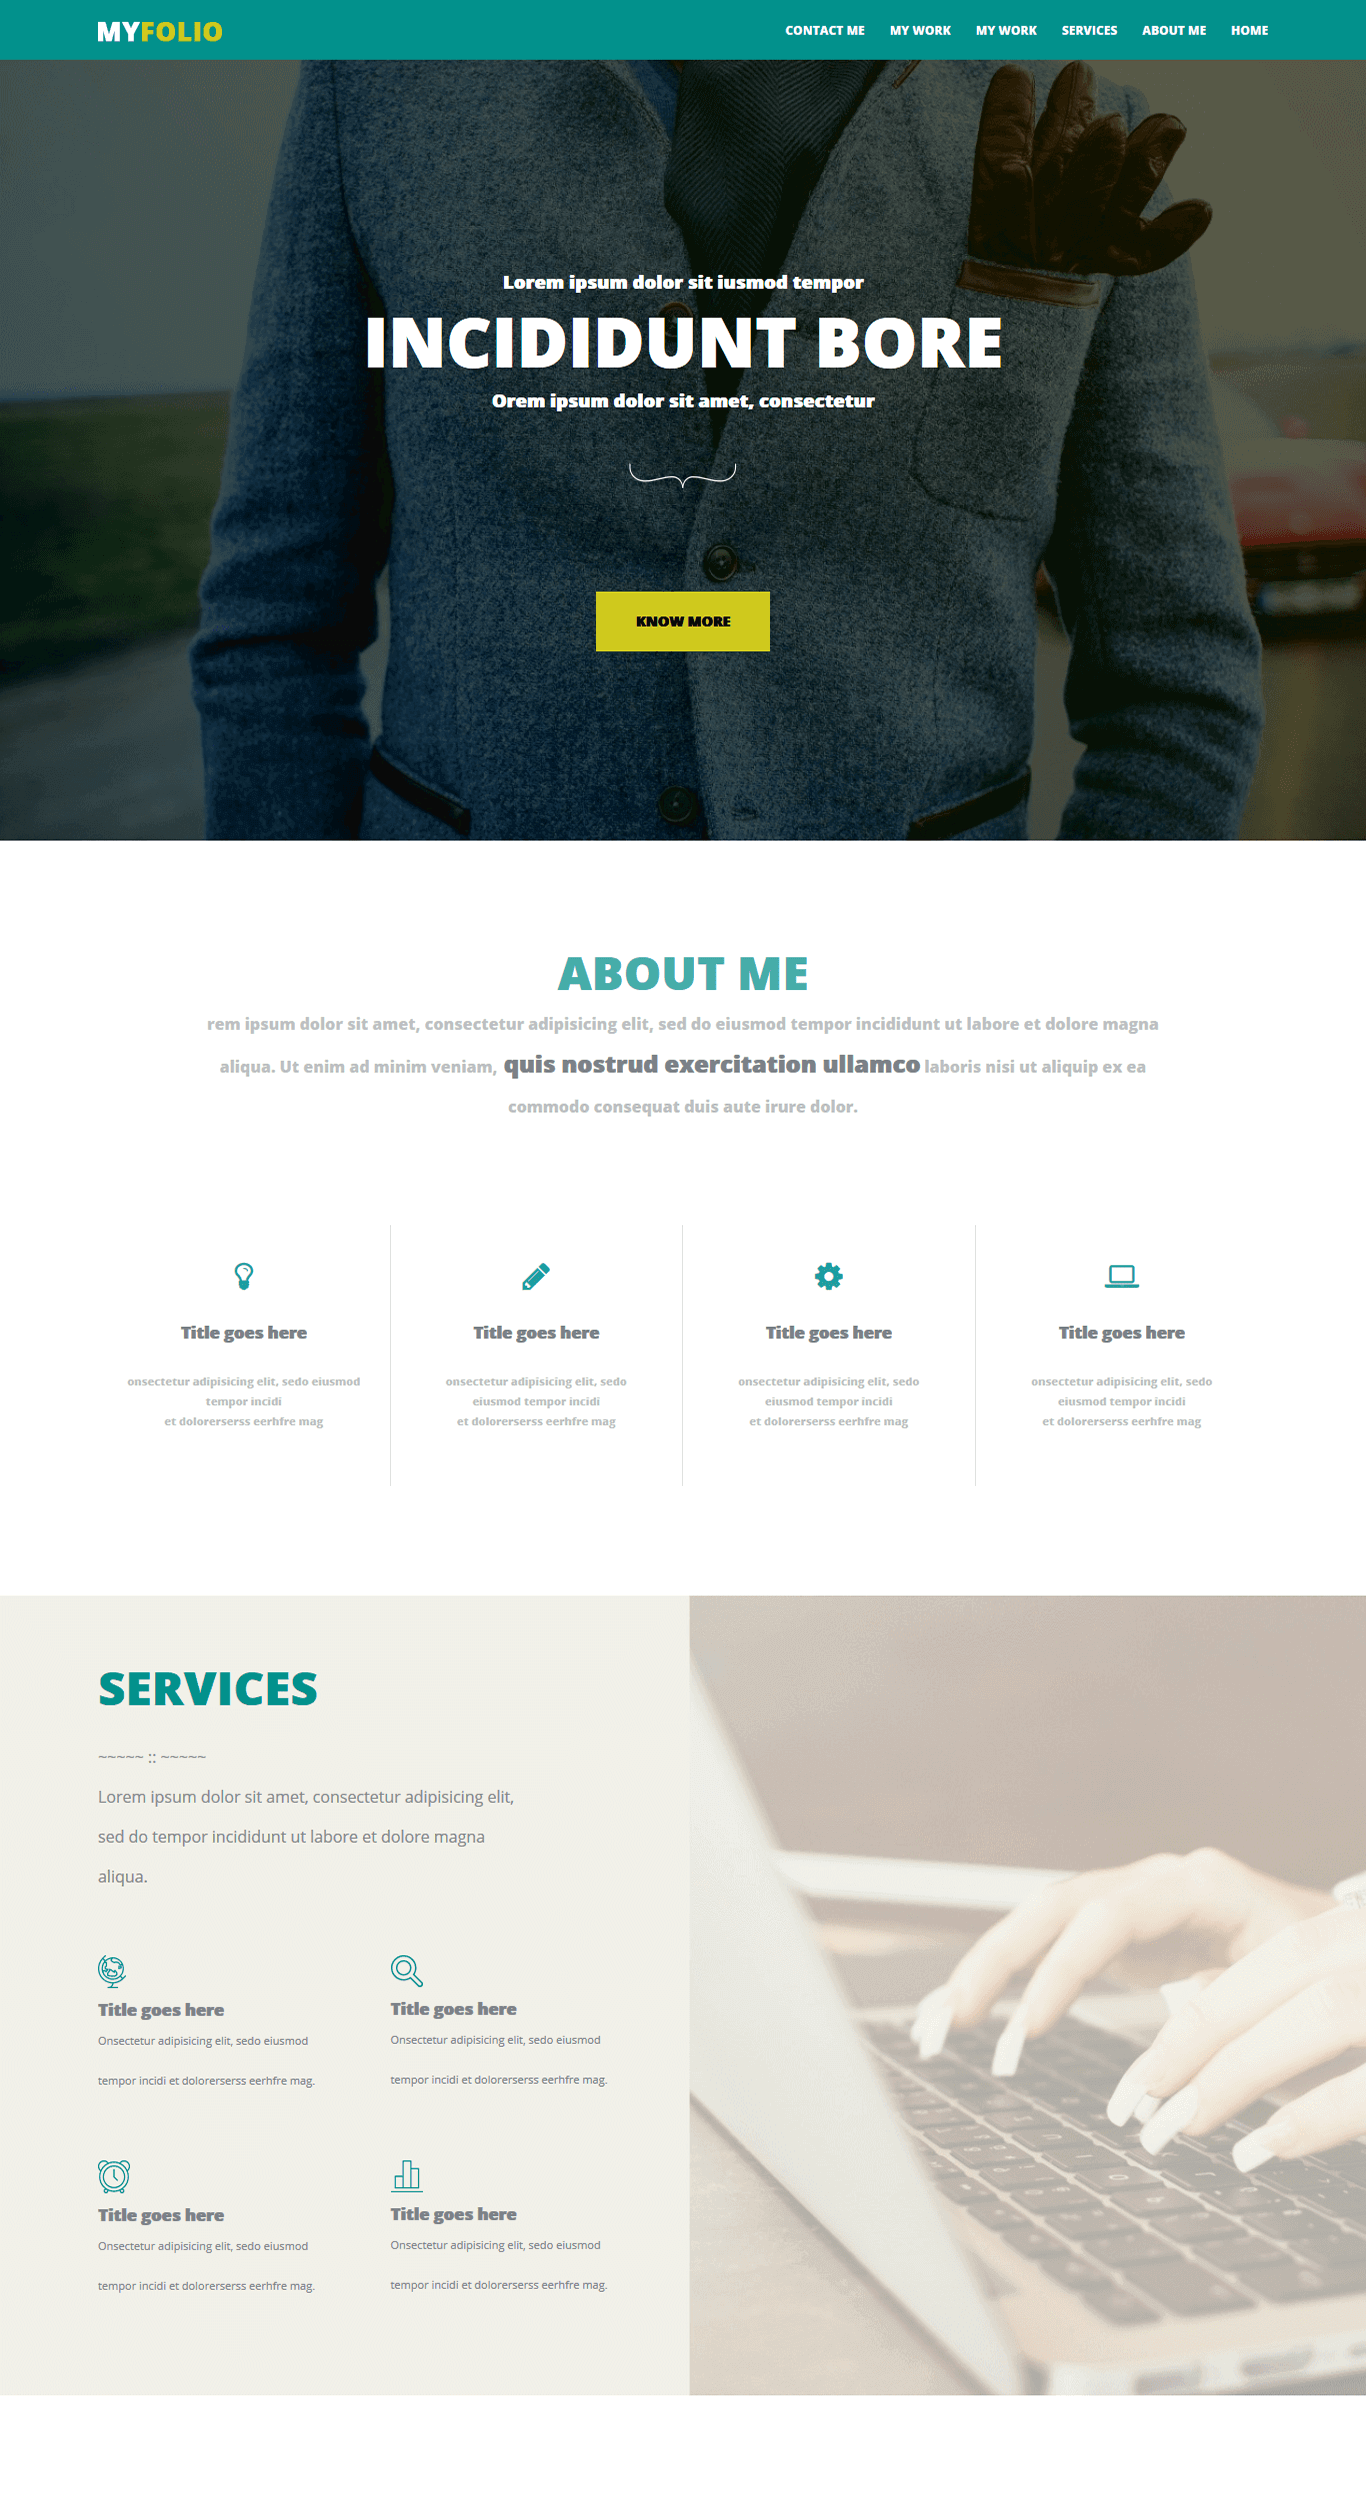 MYFOLIO
CONTACT ME MY WORK MY WORK SERVICES ABOUT ME HOME
Lorem ipsum dolor sit iusmod tempor
INCIDIDUNT BORE
Orem ipsum dolor sit amet, consectetur
KNOW MORE
ABOUT ME
rem ipsum dolor sit amet, consectetur adipisicing elit, sed do eiusmod tempor incididunt ut labore et dolore magna
aliqua. Ut enim ad minim veniam, quis nostrud exercitation ullamco laboris nisi ut aliquip ex ea
commodo consequat duis aute irure dolor.
Title goes here
onsectetur adipisicing elit, sedo eiusmod
tempor incidi
et dolorerserss eerhfre mag
Title goes here
onsectetur adipisicing elit, sedo
eiusmod tempor incidi
et dolorerserss eerhfre mag
Title goes here
onsectetur adipisicing elit, sedo
eiusmod tempor incidi
et dolorerserss eerhfre mag
Title goes here
onsectetur adipisicing elit, sedo
eiusmod tempor incidi
et dolorerserss eerhfre mag
SERVICES
~~~~~ :: ~~~~~
Lorem ipsum dolor sit amet, consectetur adipisicing elit,
sed do tempor incididunt ut labore et dolore magna
aliqua.
Title goes here
Onsectetur adipisicing elit, sedo eiusmod
tempor incidi et dolorerserss eerhfre mag.
Title goes here
Onsectetur adipisicing elit, sedo eiusmod
tempor incidi et dolorerserss eerhfre mag.
Title goes here
Onsectetur adipisicing elit, sedo eiusmod
tempor incidi et dolorerserss eerhfre mag.
Title goes here
Onsectetur adipisicing elit, sedo eiusmod
tempor incidi et dolorerserss eerhfre mag.